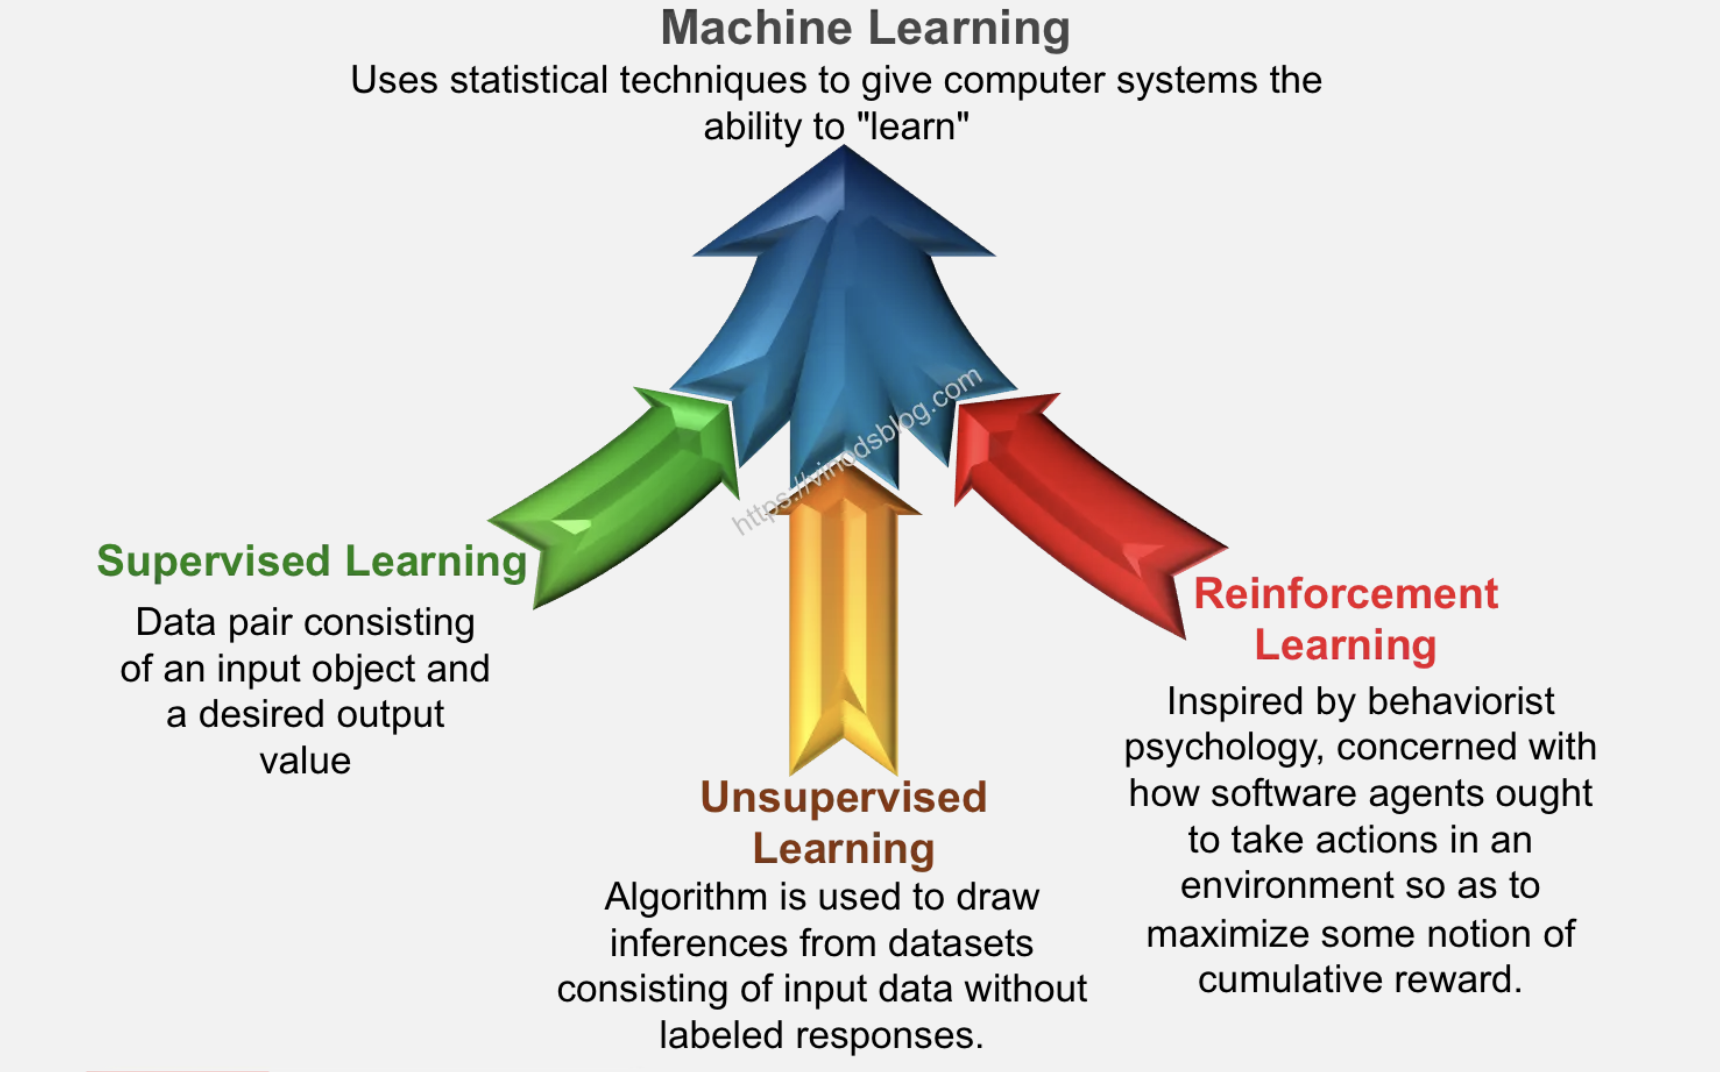 Machine Learning
Uses statistical techniques to give computer systems the
ability to "learn"
https://vinodsblog.com
Supervised Learning
Data pair consisting
of an input object and
a desired output
value
Unsupervised
Learning
Algorithm is used to draw
inferences from datasets
consisting of input data without
labeled responses.
Reinforcement
Learning
Inspired by behaviorist
psychology, concerned with
how software agents ought
to take actions in an
environment so as to
maximize some notion of
cumulative reward.